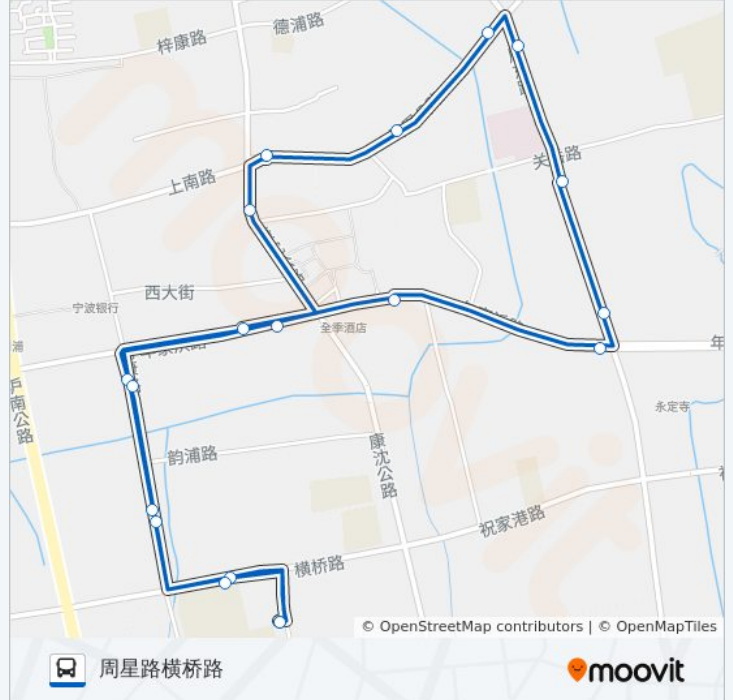 德浦路
梓康路
关岳路
上南路
西大街
宁波银行
全季酒店
浦
年
沪南公路
永定寺
康沈公路
韵浦路
祝家港路
横桥路
© OpenStreetMap contributors | © OpenMapTiles
周星路横桥路
moovit